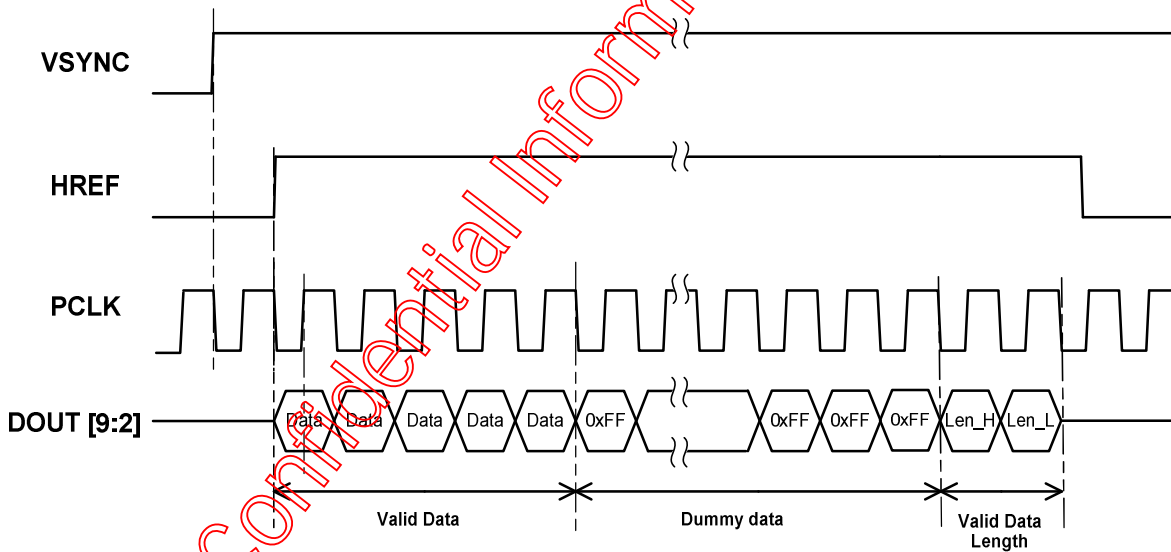 VSYNC
HREF
PCLK
DOUT [9:2]
Data Data Data Data Data 0xFF 0xFF 0xFF 0xFF Len_H Len_L
Valid Data
Dummy data
Valid Data
Length
Confidential Inform